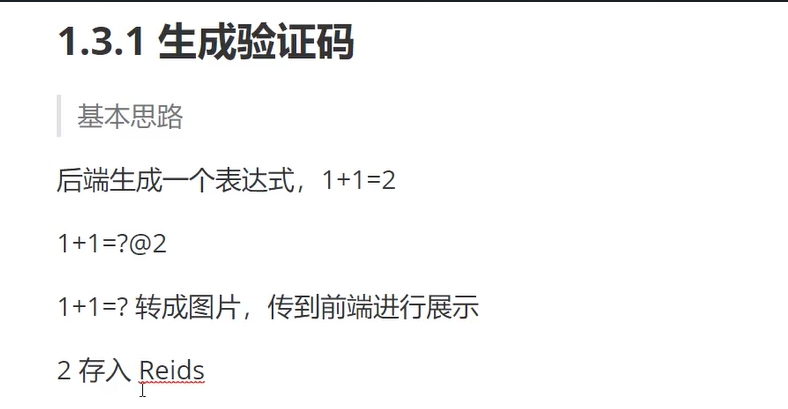 1.3.1 生成验证码
基本思路
后端生成一个表达式，1+1=2
1+1=?@2
1+1=? 转成图片，传到前端进行展示
2 存入 Reids